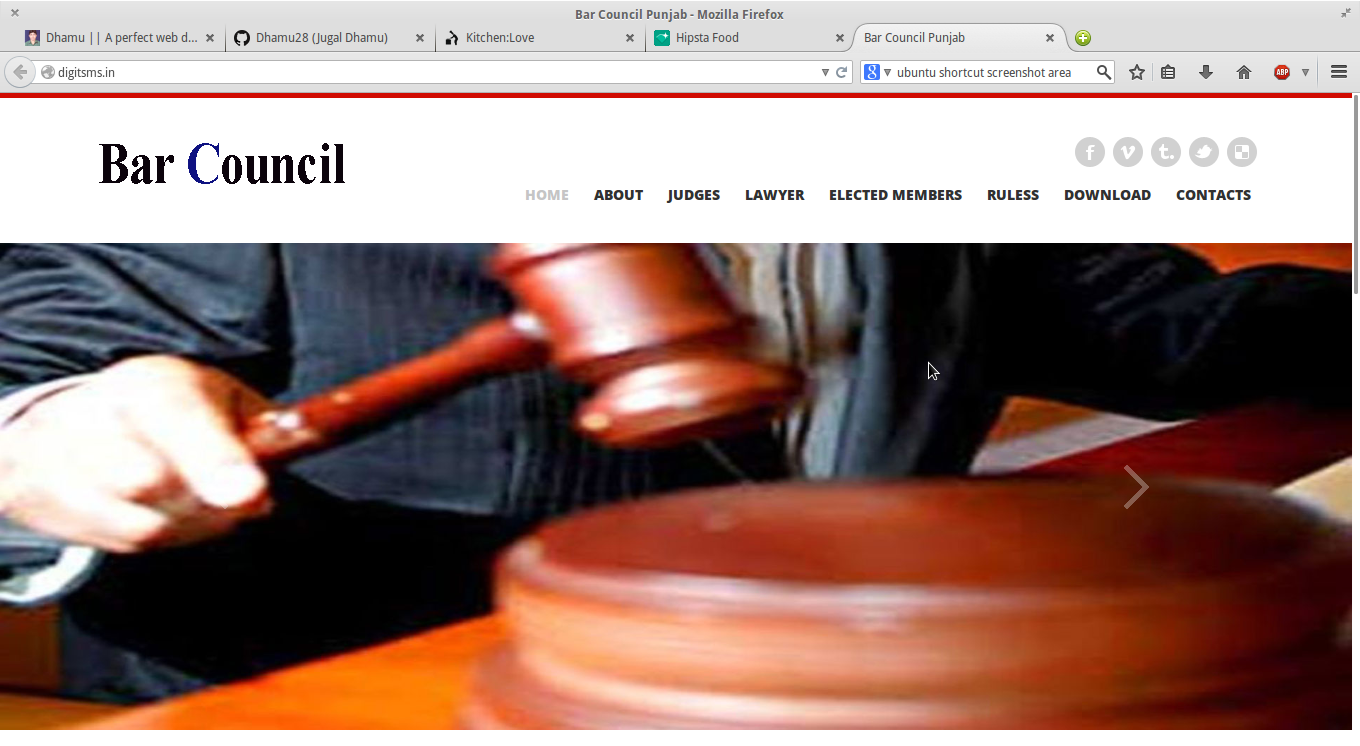 Bar Council Punjab - Mozilla Firefox
Dhamu || A perfect web d... Dhamu28 (Jugal Dhamu) Kitchen:Love Hipsta Food Bar Council Punjab
digitsms.in ubuntu shortcut screenshot area ABP
Bar Council
HOME ABOUT JUDGES LAWYER ELECTED MEMBERS RULESS DOWNLOAD CONTACTS